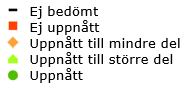 Ej bedömt
Ej uppnått
Uppnått till mindre del
Uppnått till större del
Uppnått